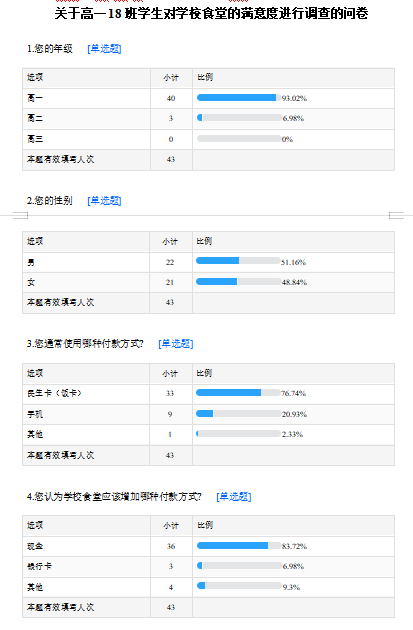 关于高一18班学生对学校食堂的满意度进行调查的问卷
1.您的年级 [单选题]
选项 小计 比例
高一 40 93.02%
高二 3 6.98%
高三 0 0%
本题有效填写人次 43
2.您的性别 [单选题]
选项 小计 比例
男 22 51.16%
女 21 48.84%
本题有效填写人次 43
3.您通常使用哪种付款方式? [单选题]
选项 小计 比例
民生卡（饭卡） 33 76.74%
手机 9 20.93%
其他 1 2.33%
本题有效填写人次 43
4.您认为学校食堂应该增加哪种付款方式? [单选题]
选项 小计 比例
现金 36 83.72%
银行卡 3 6.98%
其他 4 9.3%
本题有效填写人次 43